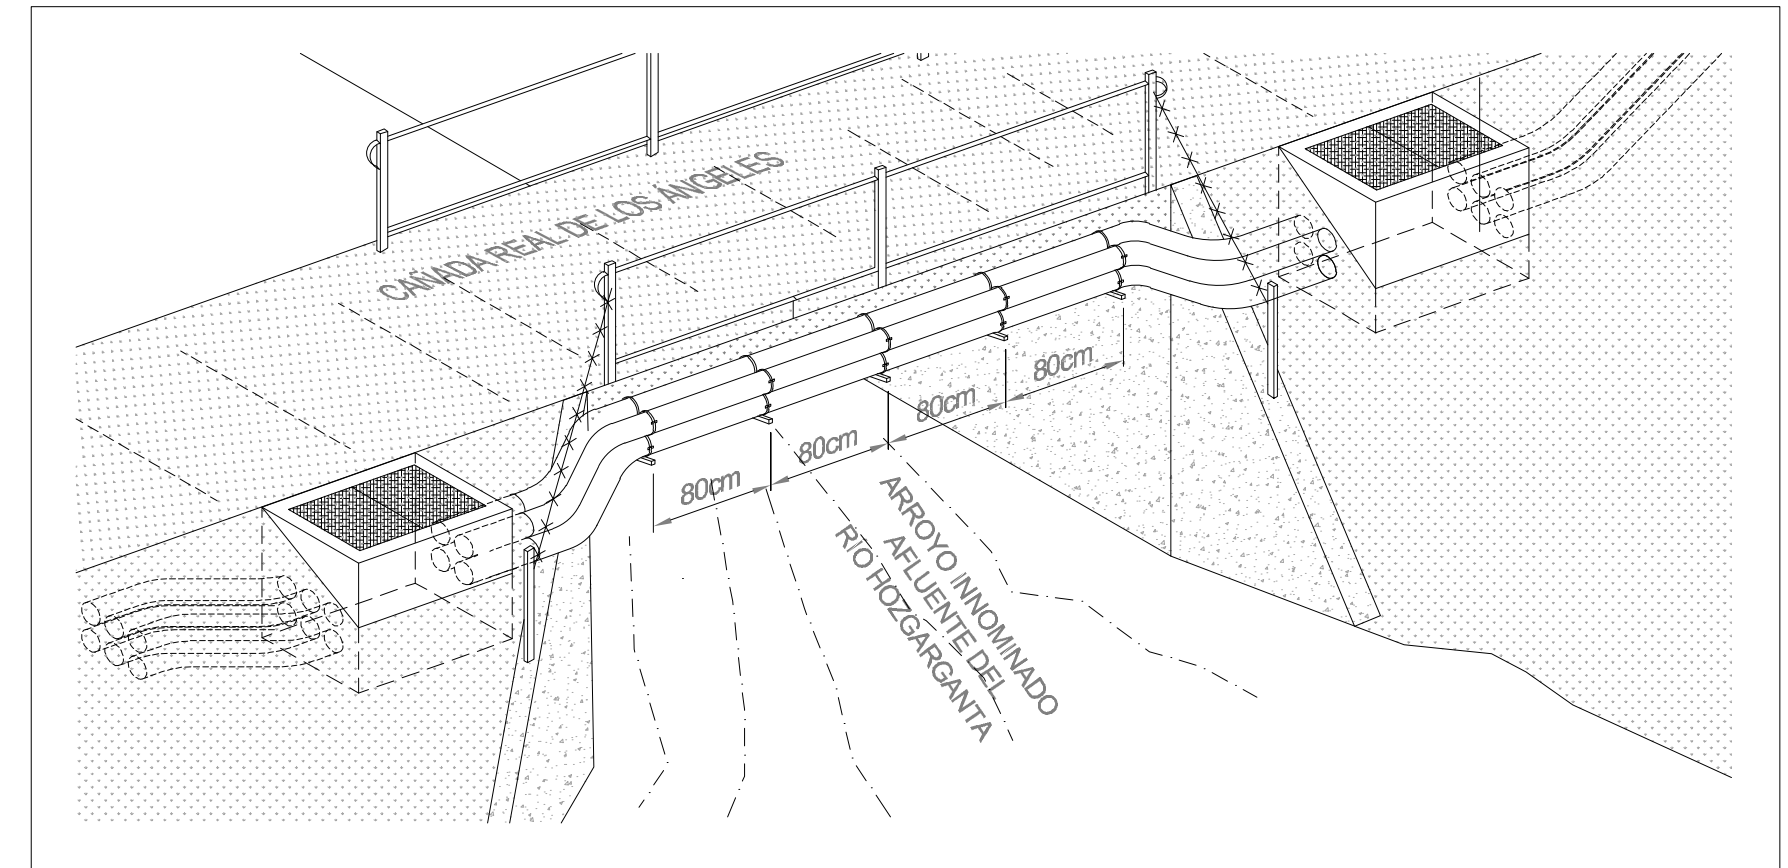 CAÑADA REAL DE LOS ÁNGELES
80cm
80cm
80cm
80cm
ARROYO INNOMINADO
AFLUENTE DEL
RÍO HOZGARGANTA